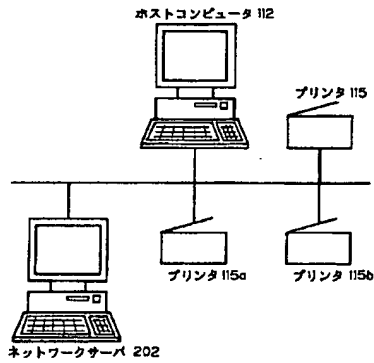 ホストコンピュータ 112
プリンタ 115
プリンタ 115a
プリンタ 115b
ネットワークサーバ 202